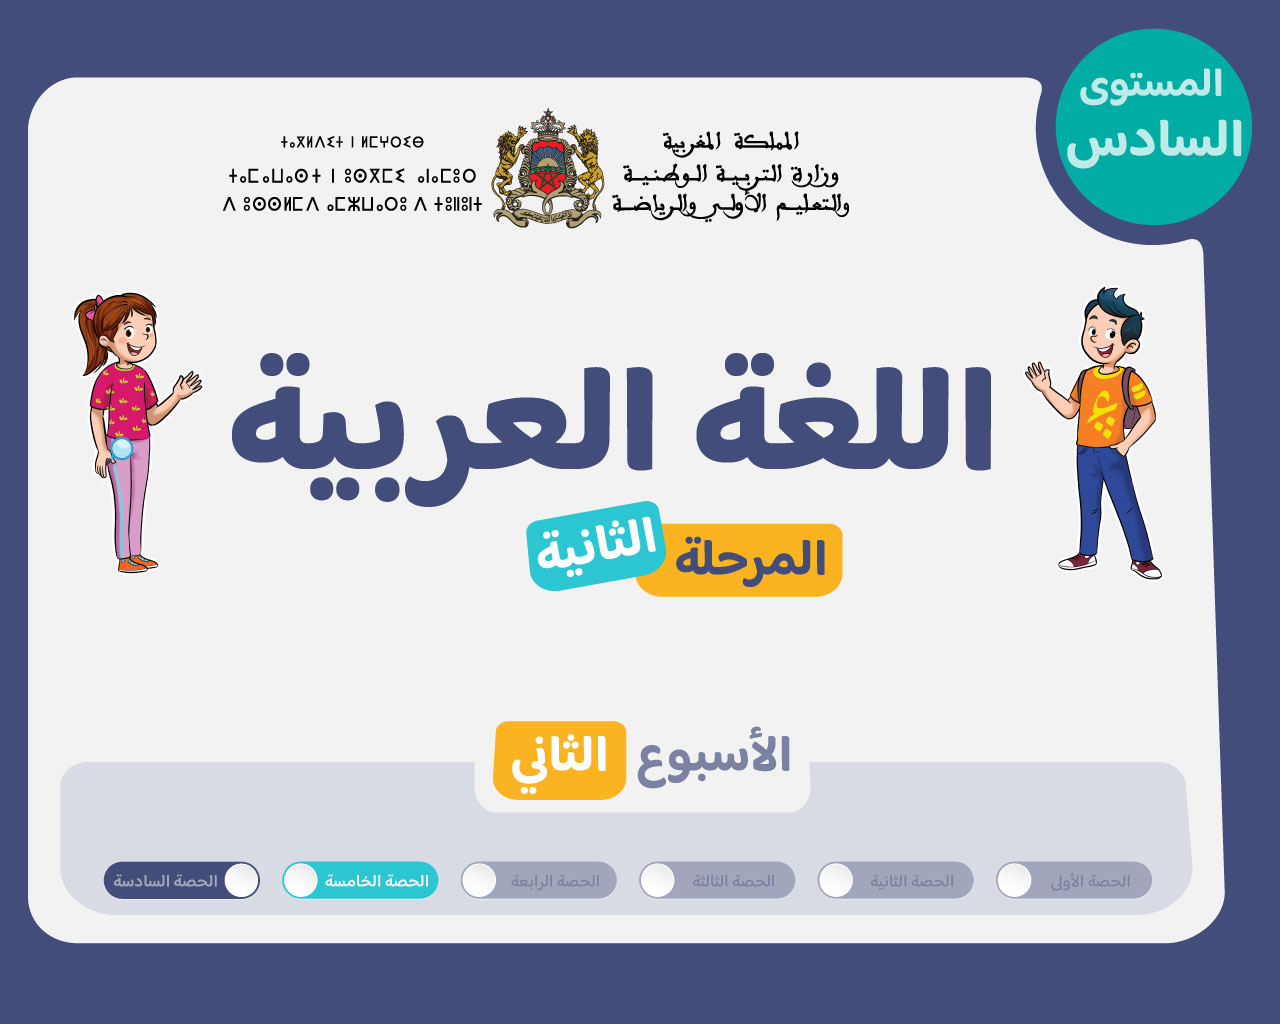 المستوى
السادس
المملكة المغربية
وزارة التربية الوطنية
والتعليم الأولي والرياضة
ⵜⴰⴳⵍⴷⵉⵜ ⵏ ⵍⵎⵖⵔⵉⴱ
ⵜⴰⵎⴰⵡⴰⵙⵜ ⵏ ⵓⵙⴳⵎⵉ ⴰⵏⴰⵎⵓⵔ
ⴷ ⵓⵙⵙⵍⵎⴷ ⴰⵎⵣⵡⴰⵔⵓ ⴷ ⵜⵓⵏⵏⵓⵏⵜ
اللغة العربية
المرحلة الثانية
الأسبوع الثاني
الحصة الأولى
الحصة الثانية
الحصة الثالثة
الحصة الرابعة
الحصة الخامسة
الحصة السادسة